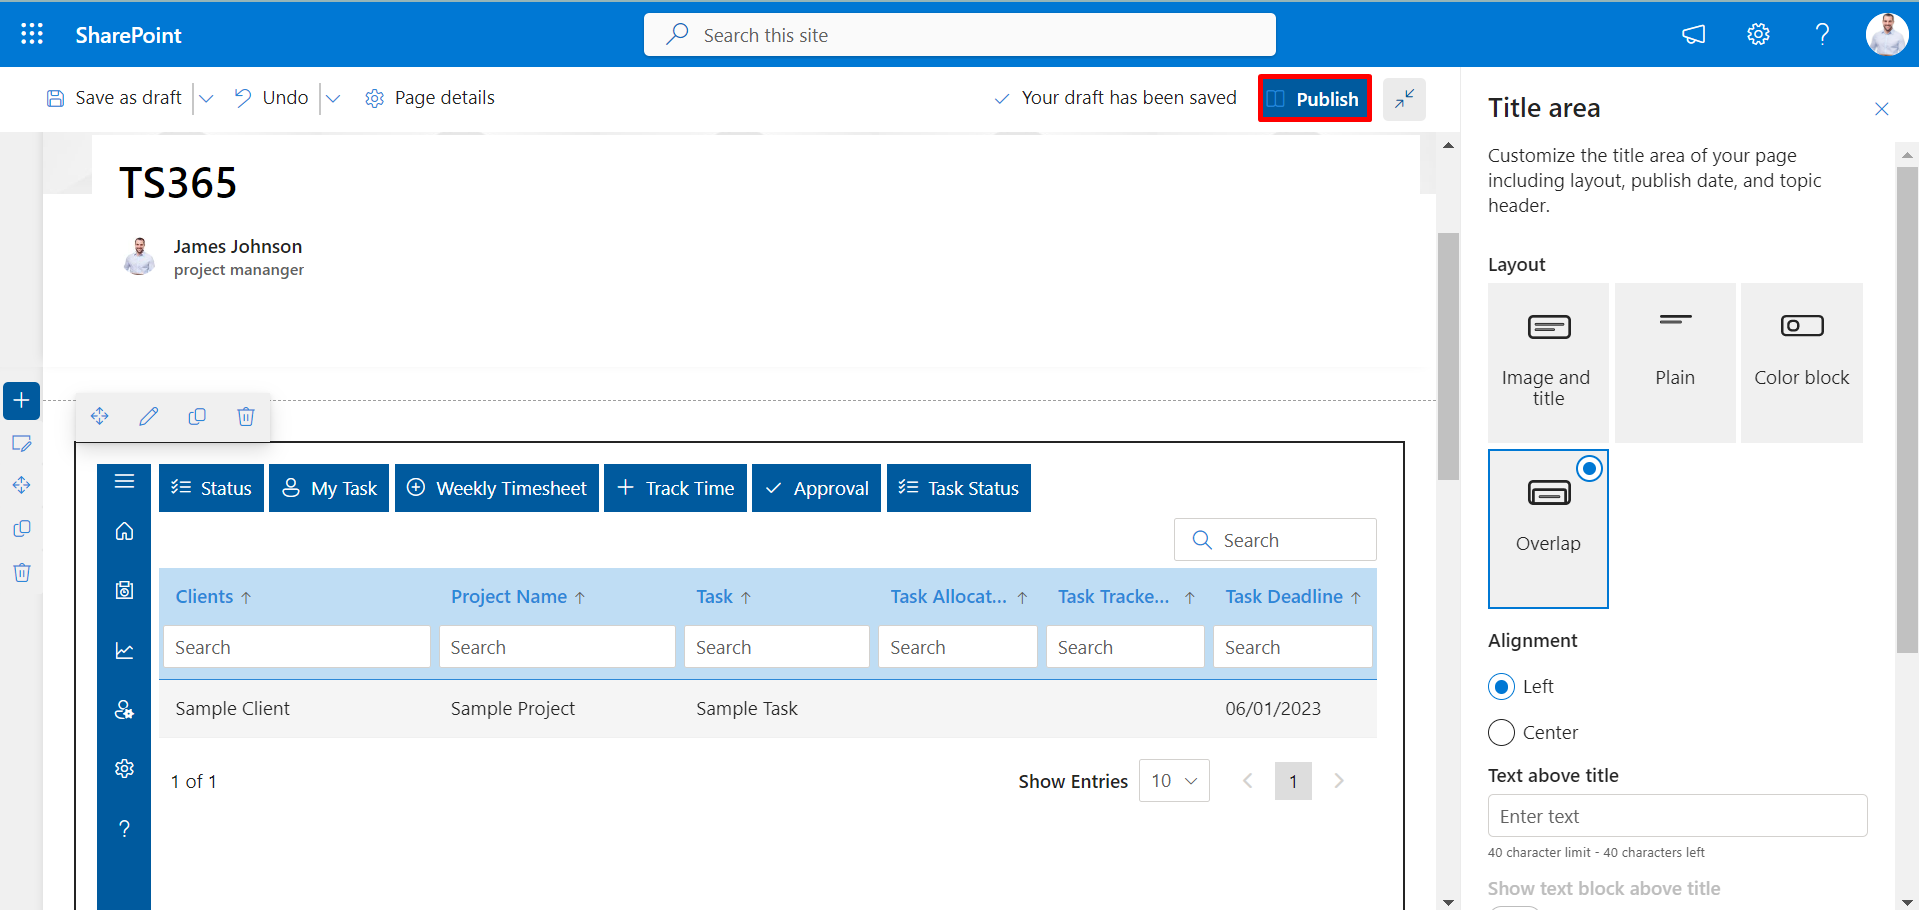 SharePoint
Search this site
Save as draft
Undo
Page details
Your draft has been saved
Publish
TS365
James Johnson
project mananger
Status
My Task
Weekly Timesheet
Track Time
Approval
Task Status
Search
Clients
Project Name
Task
Task Allocat...
Task Tracke...
Task Deadline
Search
Search
Search
Search
Search
Search
Sample Client
Sample Project
Sample Task
06/01/2023
1 of 1
Show Entries
10
1
Title area
Customize the title area of your page
including layout, publish date, and topic
header.
Layout
Image and
title
Plain
Color block
Overlap
Alignment
Left
Center
Text above title
Enter text
40 character limit - 40 characters left
Show text block above title